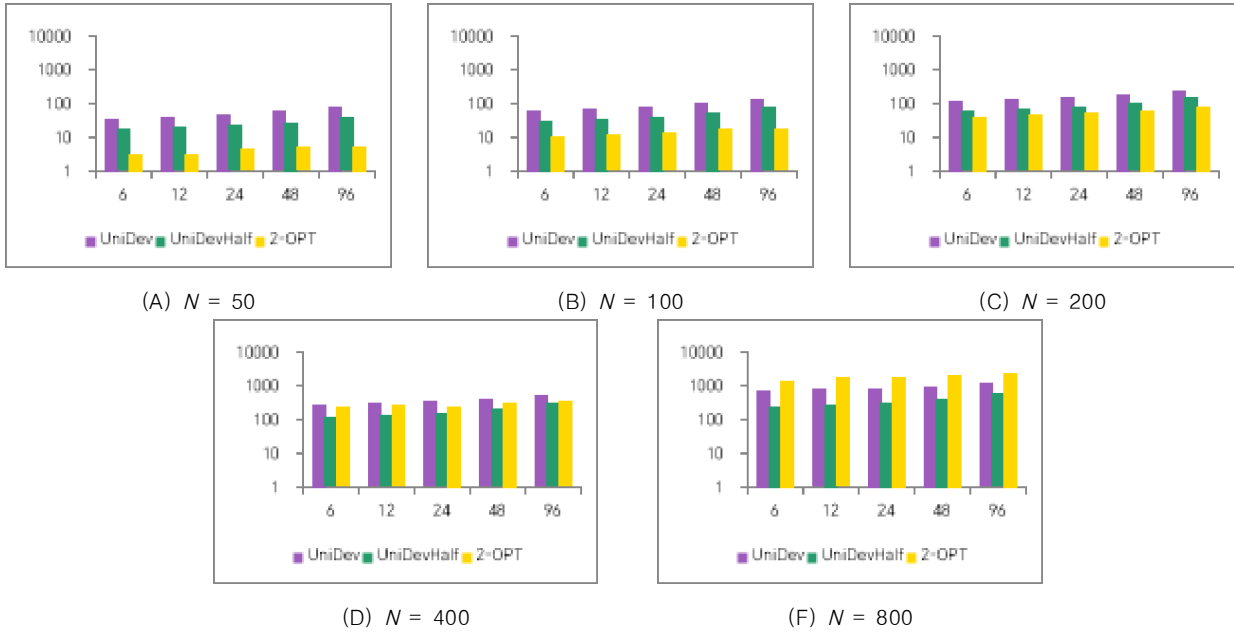 10000
1000
100
10
1
6 12 24 48 96
UniDev UniDevHalf 2-OPT
(A) N = 50
10000
1000
100
10
1
6 12 24 48 96
UniDev UniDevHalf 2-OPT
(B) N = 100
10000
1000
100
10
1
6 12 24 48 96
UniDev UniDevHalf 2-OPT
(C) N = 200
10000
1000
100
10
1
6 12 24 48 96
UniDev UniDevHalf 2-OPT
(D) N = 400
10000
1000
100
10
1
6 12 24 48 96
UniDev UniDevHalf 2-OPT
(F) N = 800